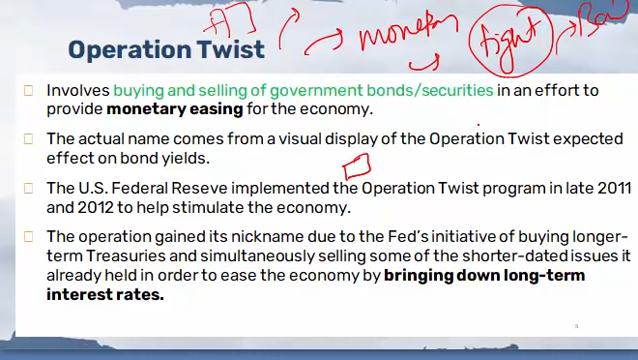 monetary
tight
Operation Twist
Involves buying and selling of government bonds/securities in an effort to
provide monetary easing for the economy.
The actual name comes from a visual display of the Operation Twist expected
effect on bond yields.
The U.S. Federal Reseve implemented the Operation Twist program in late 2011
and 2012 to help stimulate the economy.
The operation gained its nickname due to the Fed's initiative of buying longer-
term Treasuries and simultaneously selling some of the shorter-dated issues it
already held in order to ease the economy by bringing down long-term
interest rates.